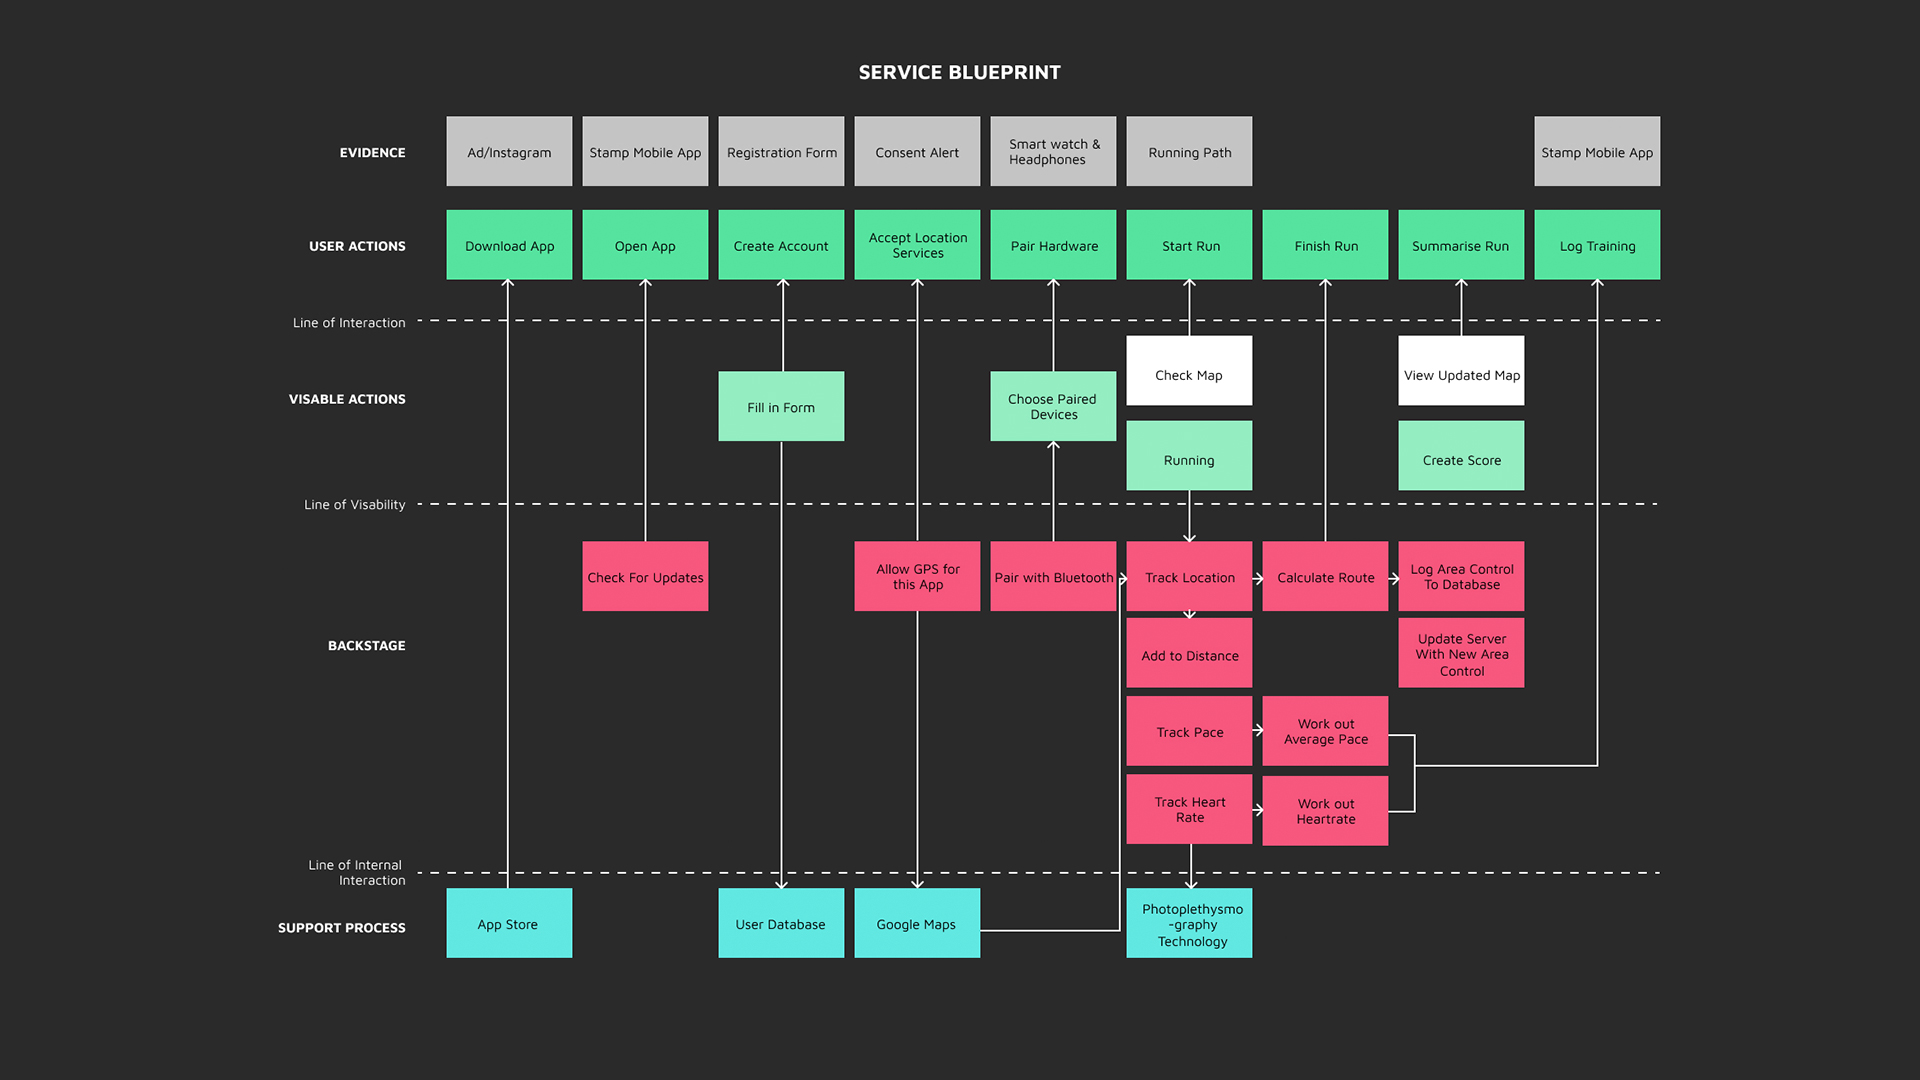 SERVICE BLUEPRINT
EVIDENCE
Ad/Instagram
Stamp Mobile App
Registration Form
Consent Alert
Smart watch &
Headphones
Running Path
Stamp Mobile App
USER ACTIONS
Download App
Open App
Create Account
Accept Location
Services
Pair Hardware
Start Run
Finish Run
Summarise Run
Log Training
Line of Interaction
VISABLE ACTIONS
Fill in Form
Choose Paired
Devices
Check Map
Running
View Updated Map
Create Score
Line of Visability
BACKSTAGE
Check For Updates
Allow GPS for
this App
Pair with Bluetooth
Track Location
Calculate Route
Log Area Control
To Database
Add to Distance
Update Server
With New Area
Control
Track Pace
Work out
Average Pace
Track Heart
Rate
Work out
Heartrate
Line of Internal
Interaction
SUPPORT PROCESS
App Store
User Database
Google Maps
Photoplethysmo
-graphy
Technology